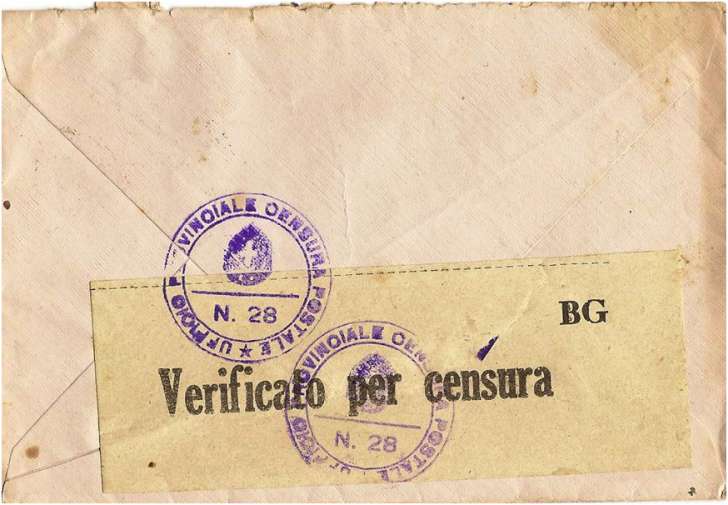 UFFICIO PROVINCIALE CENSURA POSTALE
N. 28
BG
Verificato per censura
UFFICIO PROVINCIALE CENSURA POSTALE
N. 28